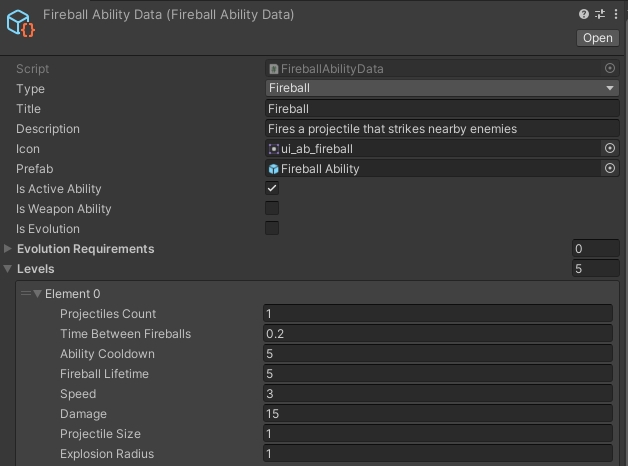 Fireball Ability Data (Fireball Ability Data)
Open
Script FireballAbilityData
Type Fireball
Title Fireball
Description Fires a projectile that strikes nearby enemies
Icon ui_ab_fireball
Prefab Fireball Ability
Is Active Ability
Is Weapon Ability
Is Evolution
Evolution Requirements 0
Levels 5
Element 0
Projectiles Count 1
Time Between Fireballs 0.2
Ability Cooldown 5
Fireball Lifetime 5
Speed 3
Damage 15
Projectile Size 1
Explosion Radius 1